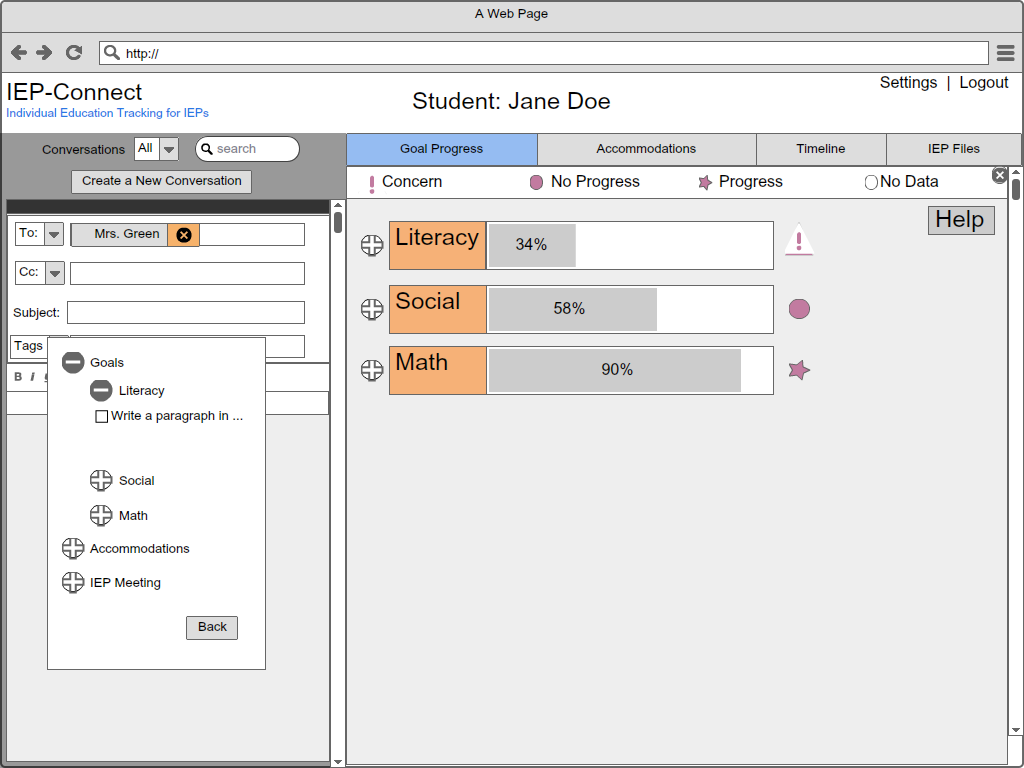 A Web Page
http://
IEP-Connect
Individual Education Tracking for IEPs
Student: Jane Doe
Settings | Logout
Conversations
All
search
Create a New Conversation
To:
Mrs. Green
Cc:
Subject:
Tags
B i
Goals
Literacy
Write a paragraph in ...
Social
Math
Accommodations
IEP Meeting
Back
Goal Progress
Accommodations
Timeline
IEP Files
Concern
No Progress
Progress
No Data
Help
Literacy
34%
Social
58%
Math
90%